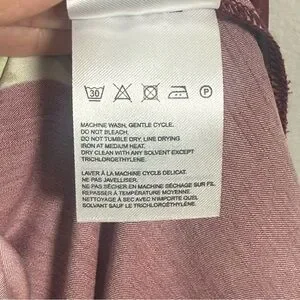 30 P
MACHINE WASH, GENTLE CYCLE.
DO NOT BLEACH.
DO NOT TUMBLE DRY, LINE DRYING
IRON AT MEDIUM HEAT.
DRY CLEAN WITH ANY SOLVENT EXCEPT
TRICHLOROETHYLENE.
LAVER À LA MACHINE CYCLE DELICAT.
NE PAS JAVELLISER.
NE PAS SÉCHER EN MACHINE SÉCHAGE SUR FIL.
REPASSER À TEMPÉRATURE MOYENNE
NETTOYAGE À SEC AVEC N'IMPORTE QUEL
SOLVANT SAUF LE TRICHLOROÉTHYLÈNE.